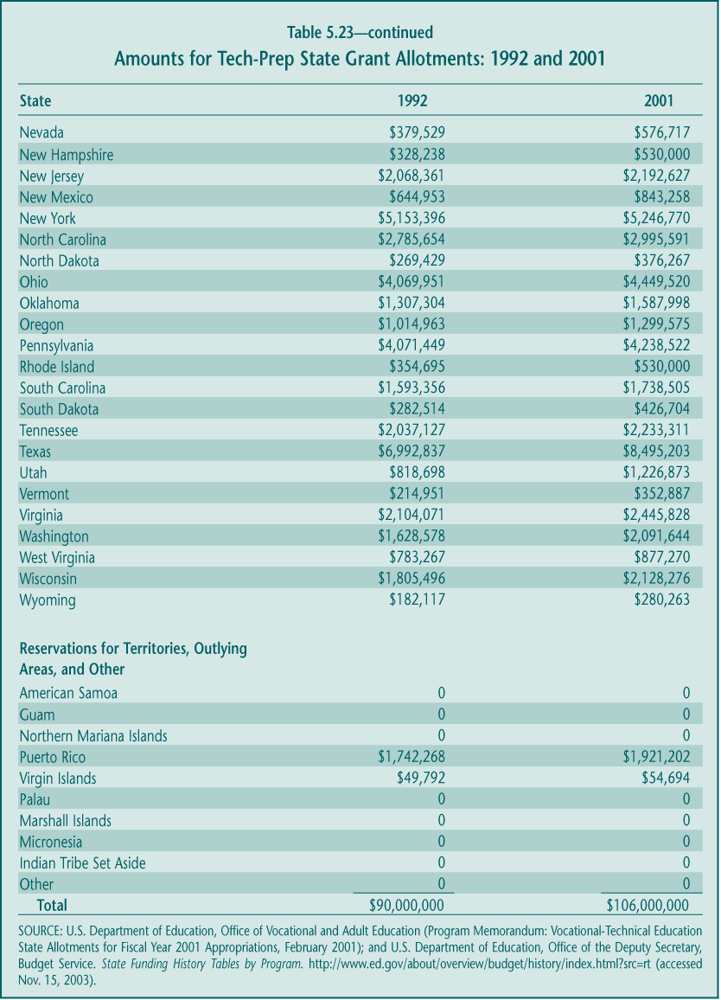 Table 5.23—continued
Amounts for Tech-Prep State Grant Allotments: 1992 and 2001
State 1992 2001
Nevada $379,529 $576,717
New Hampshire $328,238 $530,000
New Jersey $2,068,361 $2,192,627
New Mexico $644,953 $843,258
New York $5,153,396 $5,246,770
North Carolina $2,785,654 $2,995,591
North Dakota $269,429 $376,267
Ohio $4,069,951 $4,449,520
Oklahoma $1,307,304 $1,587,998
Oregon $1,014,963 $1,299,575
Pennsylvania $4,071,449 $4,238,522
Rhode Island $354,695 $530,000
South Carolina $1,593,356 $1,738,505
South Dakota $282,514 $426,704
Tennessee $2,037,127 $2,233,311
Texas $6,992,837 $8,495,203
Utah $818,698 $1,226,873
Vermont $214,951 $352,887
Virginia $2,104,071 $2,445,828
Washington $1,628,578 $2,091,644
West Virginia $783,267 $877,270
Wisconsin $1,805,496 $2,128,276
Wyoming $182,117 $280,263
Reservations for Territories, Outlying
Areas, and Other
American Samoa 0 0
Guam 0 0
Northern Mariana Islands 0 0
Puerto Rico $1,742,268 $1,921,202
Virgin Islands $49,792 $54,694
Palau 0 0
Marshall Islands 0 0
Micronesia 0 0
Indian Tribe Set Aside 0 0
Other 0 0
Total $90,000,000 $106,000,000
SOURCE: U.S. Department of Education, Office of Vocational and Adult Education (Program Memorandum: Vocational-Technical Education
State Allotments for Fiscal Year 2001 Appropriations, February 2001); and U.S. Department of Education, Office of the Deputy Secretary,
Budget Service. State Funding History Tables by Program. http://www.ed.gov/about/overview/budget/history/index.html?src=rt (accessed
Nov. 15, 2003).